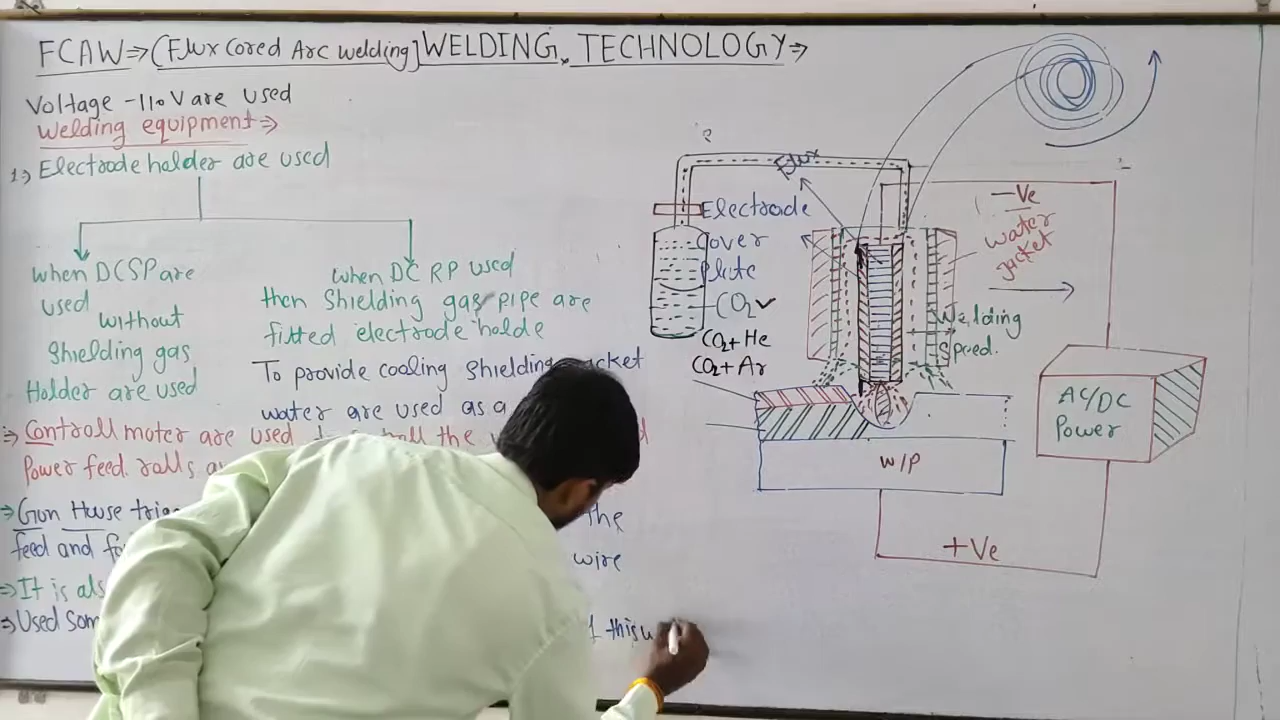 FCAW⇒(Flux Cored Arc welding] WELDING, TECHNOLOGY⇒
Voltage -110 V are used
Welding equipment⇒
1⇒ Electrode holder are used
when DCSP are
used without
Shielding gas
Holder are used
when DC RP used
then Shielding gas pipe are
fitted electrode holde
To provide cooling Shielding
water are used as a
⇒ Controll moter are used the
Power feed. ralls
⇒ Gun House the
feed and wire
⇒ It is als
⇒ Used som this
Flux
Electrode
Cover
Plate
CO₂ ✓
CO₂ + He
CO₂ + Ar
-Ve
water
jacket
Welding
Speed.
AC/DC
Power
W/P
+Ve